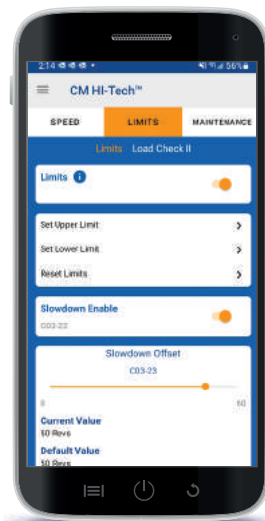 2:14
56%
CM HI-Tech™
SPEED LIMITS MAINTENANCE
Limits Load Check II
Limits
Set Upper Limit
Set Lower Limit
Reset Limits
Slowdown Enable
C03-22
Slowdown Offset
C03-23
60
Current Value
50 Revs
Default Value
50 Revs